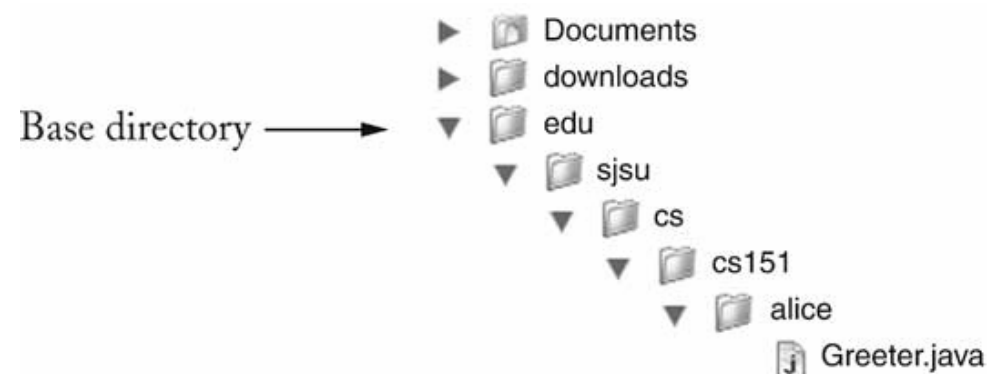 Documents
downloads
Base directory edu
sjsu
cs
cs151
alice
Greeter.java